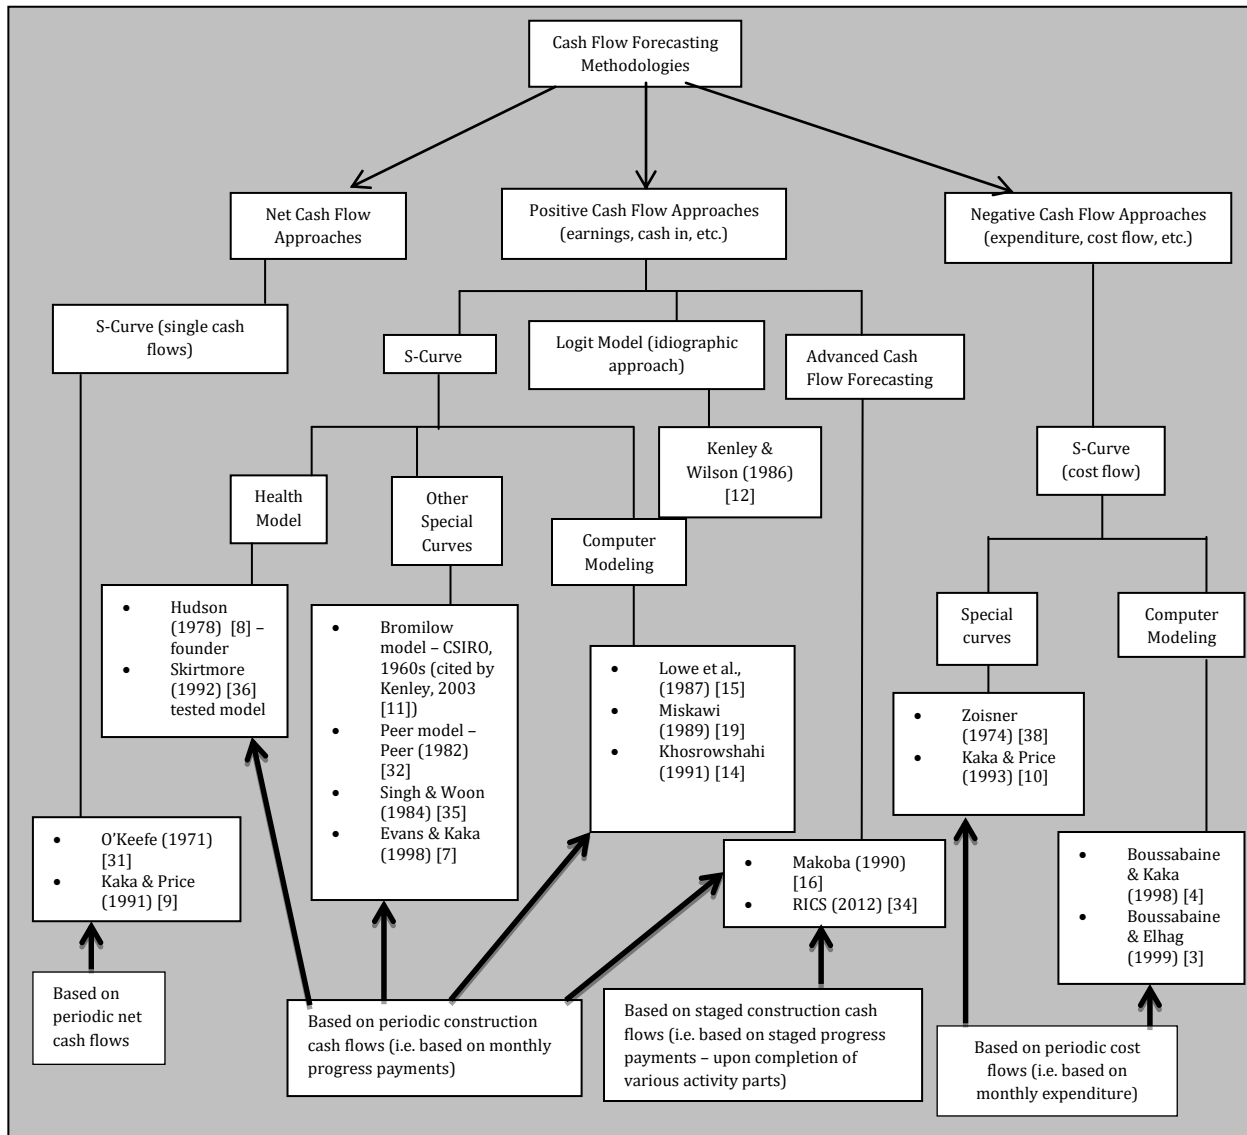 Cash Flow Forecasting
Methodologies
Net Cash Flow
Approaches
Positive Cash Flow Approaches
(earnings, cash in, etc.)
Negative Cash Flow Approaches
(expenditure, cost flow, etc.)
S-Curve (single cash
flows)
S-Curve
Logit Model (idiographic
approach)
Advanced Cash
Flow Forecasting
Kenley &
Wilson (1986)
[12]
S-Curve
(cost flow)
Health
Model
Other
Special
Curves
Computer
Modeling
Special
curves
Computer
Modeling
• Hudson
(1978) [8] –
founder
• Skirtmore
(1992) [36]
tested model
• Bromilow
model – CSIRO,
1960s (cited by
Kenley, 2003
[11])
• Peer model –
Peer (1982)
[32]
• Singh & Woon
(1984) [35]
• Evans & Kaka
(1998) [7]
• Lowe et al.,
(1987) [15]
• Miskawi
(1989) [19]
• Khosrowshahi
(1991) [14]
• Zoisner
(1974) [38]
• Kaka & Price
(1993) [10]
• O'Keefe (1971)
[31]
• Kaka & Price
(1991) [9]
• Makoba (1990)
[16]
• RICS (2012) [34]
• Boussabaine
& Kaka
(1998) [4]
• Boussabaine
& Elhag
(1999) [3]
Based on
periodic net
cash flows
Based on periodic construction
cash flows (i.e. based on monthly
progress payments)
Based on staged construction cash
flows (i.e. based on staged progress
payments – upon completion of
various activity parts)
Based on periodic cost
flows (i.e. based on
monthly expenditure)